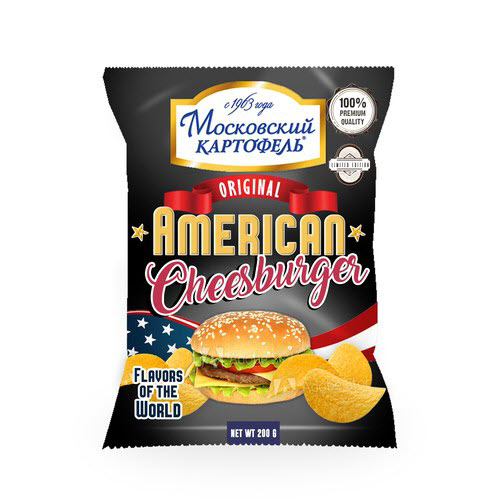 с 1963 года
МОСКОВСКИЙ
КАРТОФЕЛЬ®
100%
PREMIUM
QUALITY
LIMITED EDITION
ORIGINAL
AMERICAN
Cheesburger
FLAVORS
OF THE
WORLD
NET WT 200 G